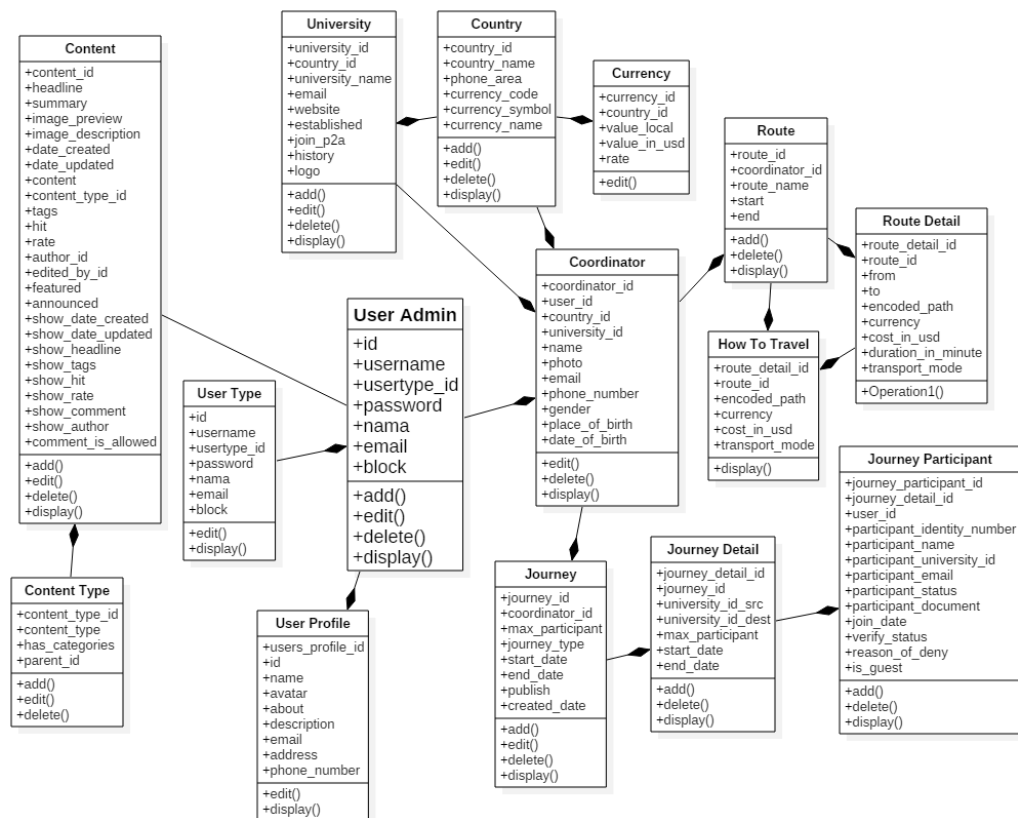 Content
+content_id
+headline
+summary
+image_preview
+image_description
+date_created
+date_updated
+content
+content_type_id
+tags
+hit
+rate
+author_id
+edited_by_id
+featured
+announced
+show_date_created
+show_date_updated
+show_headline
+show_tags
+show_hit
+show_rate
+show_comment
+show_author
+comment_is_allowed
+add()
+edit()
+delete()
+display()
University
+university_id
+country_id
+university_name
+email
+website
+established
+join_p2a
+history
+logo
+add()
+edit()
+delete()
+display()
Country
+country_id
+country_name
+phone_area
+currency_code
+currency_symbol
+currency_name
+add()
+edit()
+delete()
+display()
Currency
+currency_id
+country_id
+value_local
+value_in_usd
+rate
+edit()
Route
+route_id
+coordinator_id
+route_name
+start
+end
+add()
+delete()
+display()
Route Detail
+route_detail_id
+route_id
+from
+to
+encoded_path
+currency
+cost_in_usd
+duration_in_minute
+transport_mode
+Operation1()
Coordinator
+coordinator_id
+user_id
+country_id
+university_id
+name
+photo
+email
+phone_number
+gender
+place_of_birth
+date_of_birth
+edit()
+delete()
+display()
User Admin
+id
+username
+usertype_id
+password
+nama
+email
+block
+add()
+edit()
+delete()
+display()
User Type
+id
+username
+usertype_id
+password
+nama
+email
+block
+edit()
+display()
How To Travel
+route_detail_id
+route_id
+encoded_path
+currency
+cost_in_usd
+transport_mode
+display()
Journey Participant
+journey_participant_id
+journey_detail_id
+user_id
+participant_identity_number
+participant_name
+participant_university_id
+participant_email
+participant_status
+participant_document
+join_date
+verify_status
+reason_of_deny
+is_guest
+add()
+delete()
+display()
Content Type
+content_type_id
+content_type
+has_categories
+parent_id
+add()
+edit()
+delete()
User Profile
+users_profile_id
+id
+name
+avatar
+about
+description
+email
+address
+phone_number
+edit()
+display()
Journey
+journey_id
+coordinator_id
+max_participant
+journey_type
+start_date
+end_date
+publish
+created_date
+add()
+edit()
+delete()
+display()
Journey Detail
+journey_detail_id
+journey_id
+university_id_src
+university_id_dest
+max_participant
+start_date
+end_date
+add()
+delete()
+display()